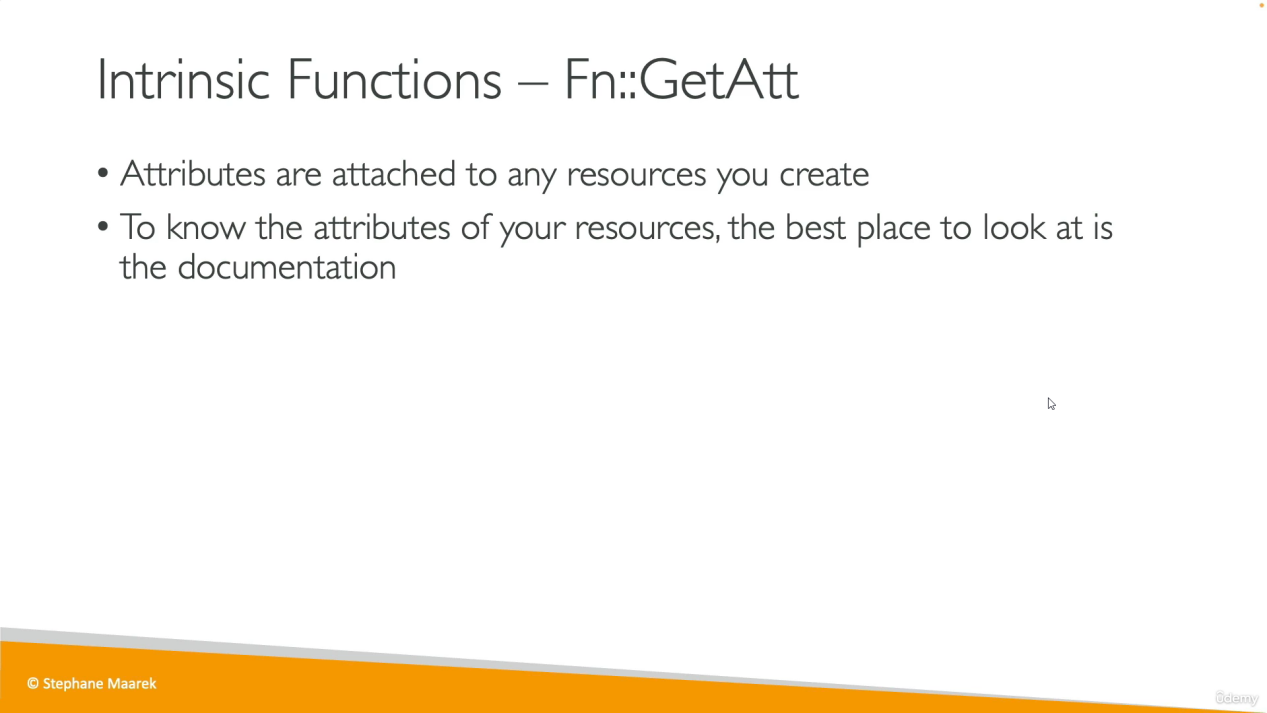 Intrinsic Functions – Fn::GetAtt
• Attributes are attached to any resources you create
• To know the attributes of your resources, the best place to look at is
the documentation
© Stephane Maarek
ûdemy